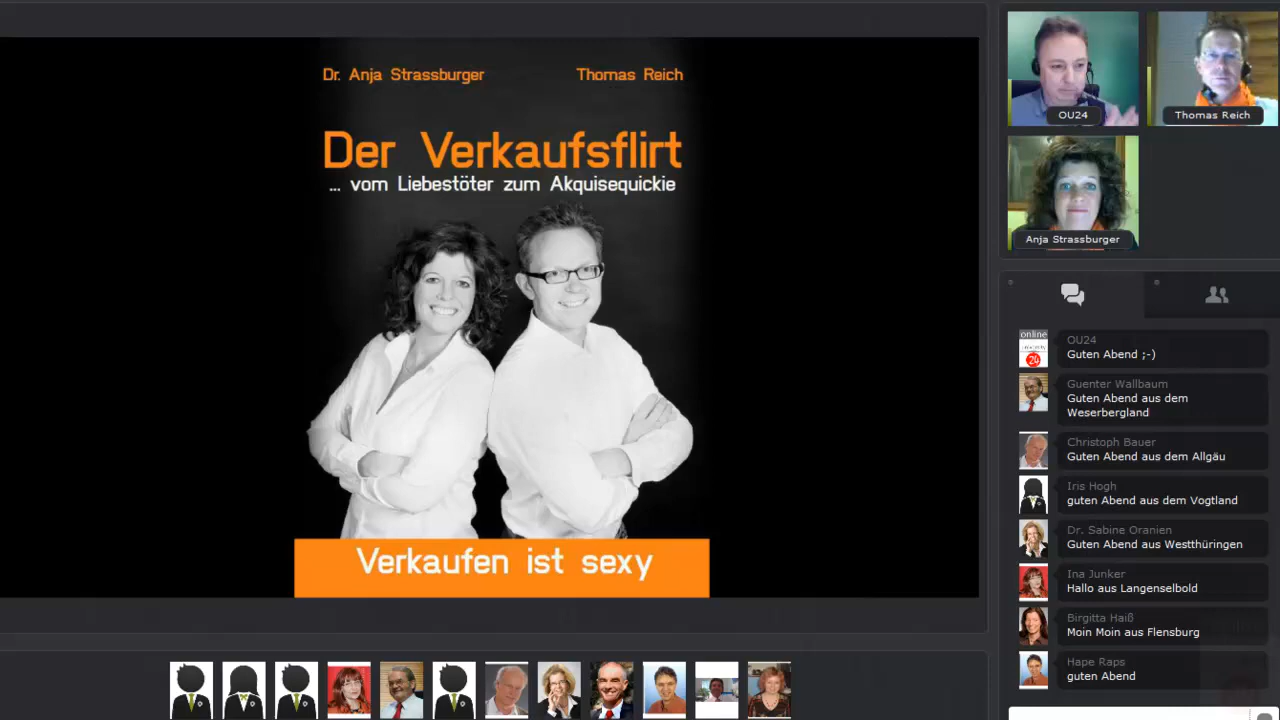 Dr. Anja Strassburger
Thomas Reich
Der Verkaufsflirt
... vom Liebestöter zum Akquisequickie
Verkaufen ist sexy
OU24
Thomas Reich
Anja Strassburger
online
24
OU24
Guten Abend ;-)
Guenter Wallbaum
Guten Abend aus dem
Weserbergland
Christoph Bauer
Guten Abend aus dem Allgäu
Iris Hogh
guten Abend aus dem Vogtland
Dr. Sabine Oranien
Guten Abend aus Westthüringen
Ina Junker
Hallo aus Langenselbold
Birgitta Haiß
Moin Moin aus Flensburg
Hape Raps
guten Abend